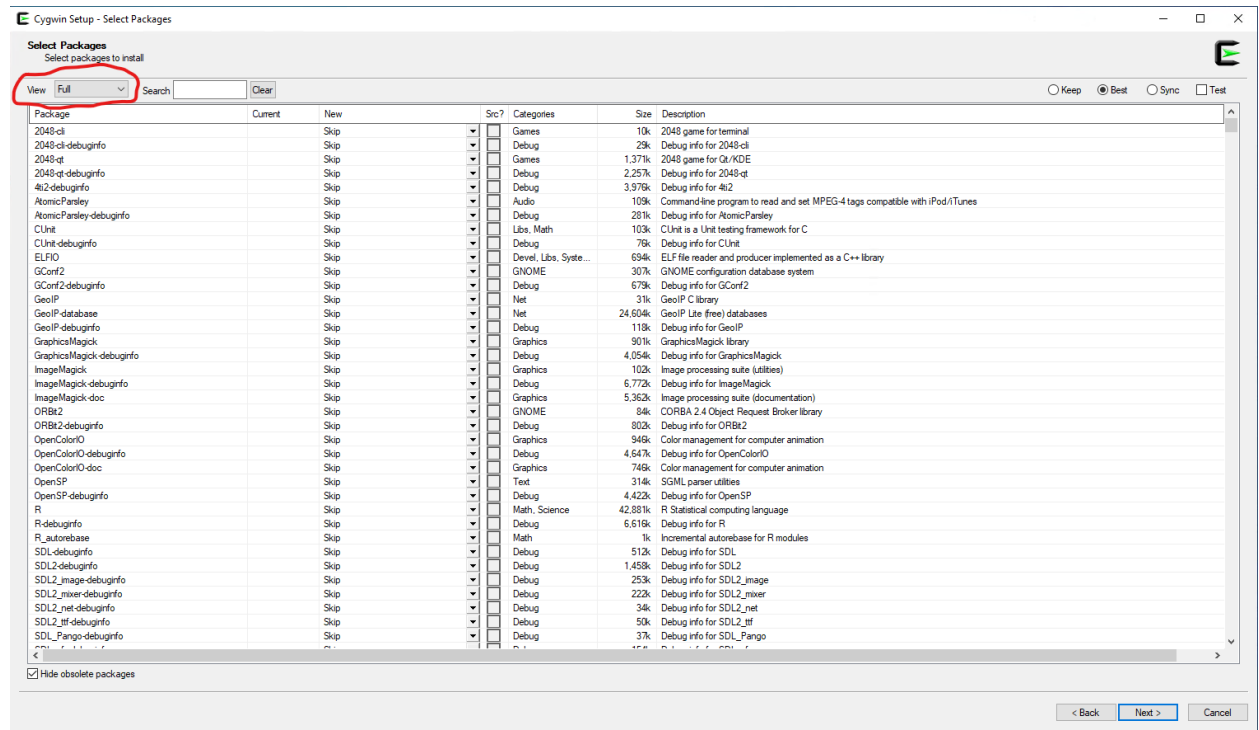 Cygwin Setup - Select Packages
Select Packages
Select packages to install
View Full Search Clear Keep Best Sync Test
Package Current New Src? Categories Size Description
2048-cli Skip Games 10k 2048 game for terminal
2048-cli-debuginfo Skip Debug 29k Debug info for 2048-cli
2048-qt Skip Games 1,371k 2048 game for Qt/KDE
2048-qt-debuginfo Skip Debug 2,257k Debug info for 2048-qt
4ti2-debuginfo Skip Debug 3,976k Debug info for 4ti2
AtomicParsley Skip Audio 109k Command-line program to read and set MPEG-4 tags compatible with iPod/iTunes
AtomicParsley-debuginfo Skip Debug 281k Debug info for AtomicParsley
CUnit Skip Libs, Math 103k CUnit is a Unit testing framework for C
CUnit-debuginfo Skip Debug 76k Debug info for CUnit
ELFIO Skip Devel, Libs, Syste... 694k ELF file reader and producer implemented as a C++ library
GConf2 Skip GNOME 307k GNOME configuration database system
GConf2-debuginfo Skip Debug 679k Debug info for GConf2
GeoIP Skip Net 31k GeoIP C library
GeoIP-database Skip Net 24,604k GeoIP Lite (free) databases
GeoIP-debuginfo Skip Debug 118k Debug info for GeoIP
GraphicsMagick Skip Graphics 901k GraphicsMagick library
GraphicsMagick-debuginfo Skip Debug 4,054k Debug info for GraphicsMagick
ImageMagick Skip Graphics 102k Image processing suite (utilities)
ImageMagick-debuginfo Skip Debug 6,772k Debug info for ImageMagick
ImageMagick-doc Skip Graphics 5,362k Image processing suite (documentation)
ORBit2 Skip GNOME 84k CORBA 2.4 Object Request Broker library
ORBit2-debuginfo Skip Debug 802k Debug info for ORBit2
OpenColorIO Skip Graphics 946k Color management for computer animation
OpenColorIO-debuginfo Skip Debug 4,647k Debug info for OpenColorIO
OpenColorIO-doc Skip Graphics 746k Color management for computer animation
OpenSP Skip Text 314k SGML parser utilities
OpenSP-debuginfo Skip Debug 4,422k Debug info for OpenSP
R Skip Math, Science 42,881k R Statistical computing language
R-debuginfo Skip Debug 6,616k Debug info for R
R_autorebase Skip Math 1k Incremental autorebase for R modules
SDL-debuginfo Skip Debug 512k Debug info for SDL
SDL2-debuginfo Skip Debug 1,458k Debug info for SDL2
SDL2_image-debuginfo Skip Debug 253k Debug info for SDL2_image
SDL2_mixer-debuginfo Skip Debug 222k Debug info for SDL2_mixer
SDL2_net-debuginfo Skip Debug 34k Debug info for SDL2_net
SDL2_ttf-debuginfo Skip Debug 50k Debug info for SDL2_ttf
SDL_Pango-debuginfo Skip Debug 37k Debug info for SDL_Pango
Hide obsolete packages
< Back Next > Cancel